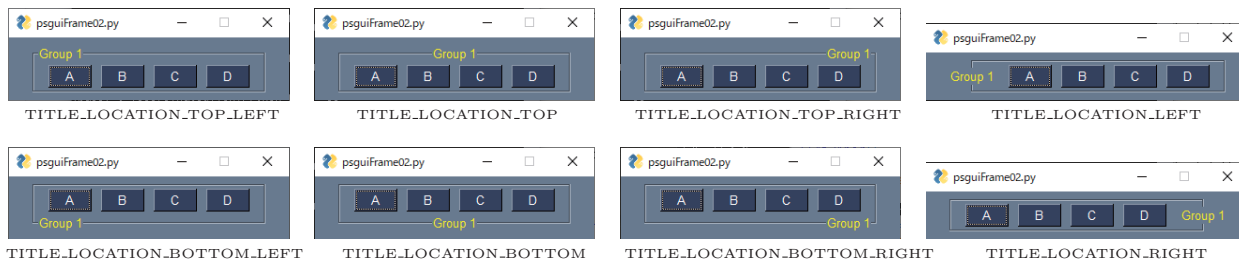 psguiFrame02.py
Group 1
A B C D
TITLE_LOCATION_TOP_LEFT
psguiFrame02.py
Group 1
A B C D
TITLE_LOCATION_TOP
psguiFrame02.py
Group 1
A B C D
TITLE_LOCATION_TOP_RIGHT
psguiFrame02.py
Group 1 A B C D
TITLE_LOCATION_LEFT
psguiFrame02.py
A B C D
Group 1
TITLE_LOCATION_BOTTOM_LEFT
psguiFrame02.py
A B C D
Group 1
TITLE_LOCATION_BOTTOM
psguiFrame02.py
A B C D
Group 1
TITLE_LOCATION_BOTTOM_RIGHT
psguiFrame02.py
A B C D Group 1
TITLE_LOCATION_RIGHT